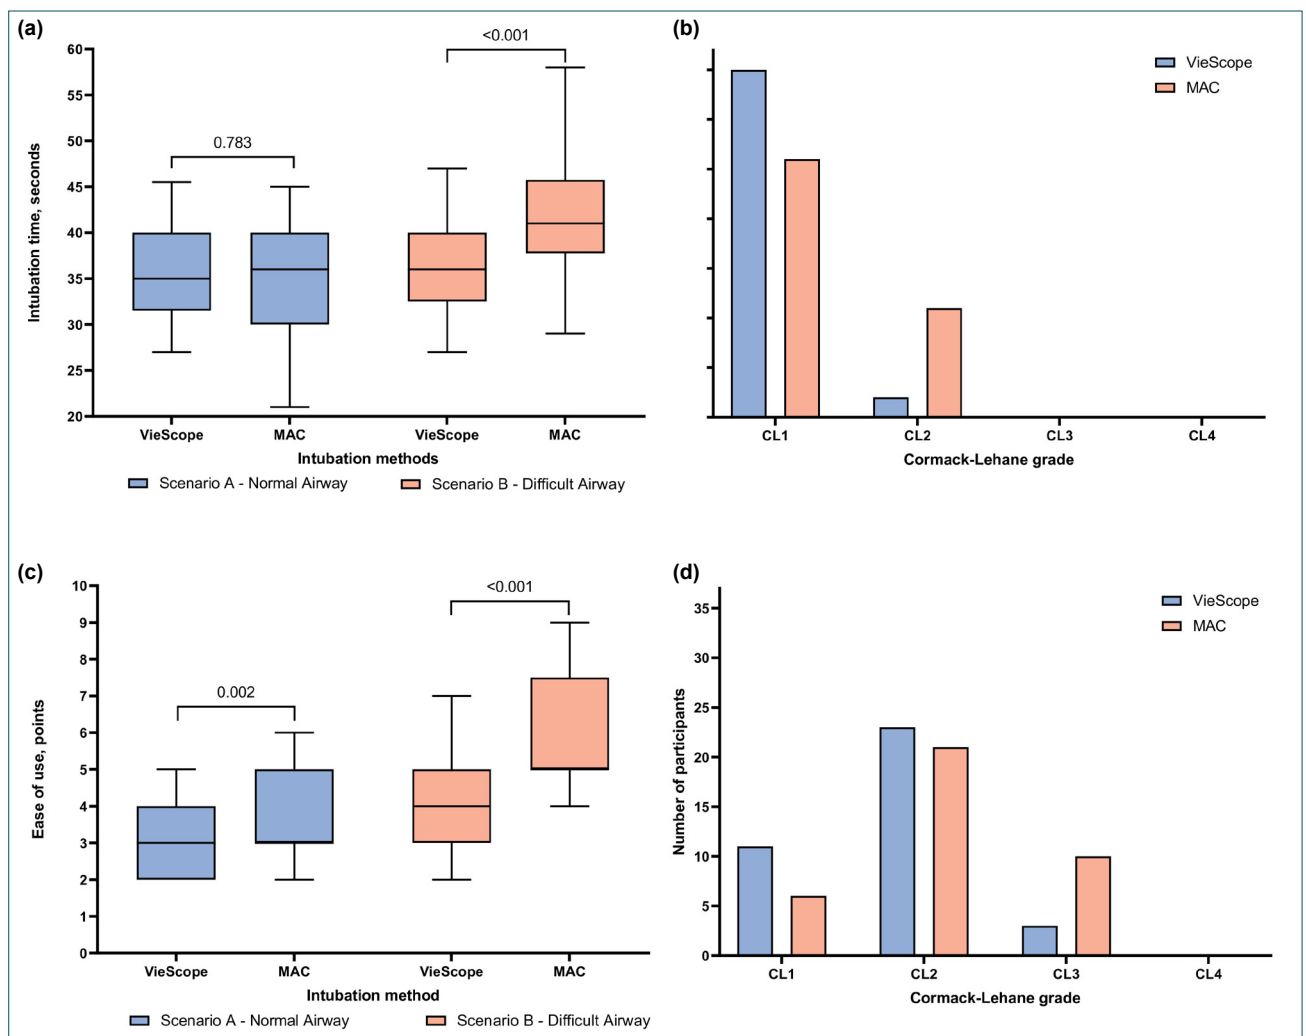 (a)
<0.001
0.783
60
55
50
45
40
35
30
25
20
Intubation time, seconds
VieScope
MAC
VieScope
MAC
Intubation methods
Scenario A - Normal Airway
Scenario B - Difficult Airway
(b)
VieScope
MAC
CL1
CL2
CL3
CL4
Cormack-Lehane grade
(c)
<0.001
0.002
10
9
8
7
6
5
4
3
2
1
0
Ease of use, points
VieScope
MAC
VieScope
MAC
Intubation method
Scenario A - Normal Airway
Scenario B - Difficult Airway
(d)
VieScope
MAC
35
30
25
20
15
10
5
0
Number of participants
CL1
CL2
CL3
CL4
Cormack-Lehane grade